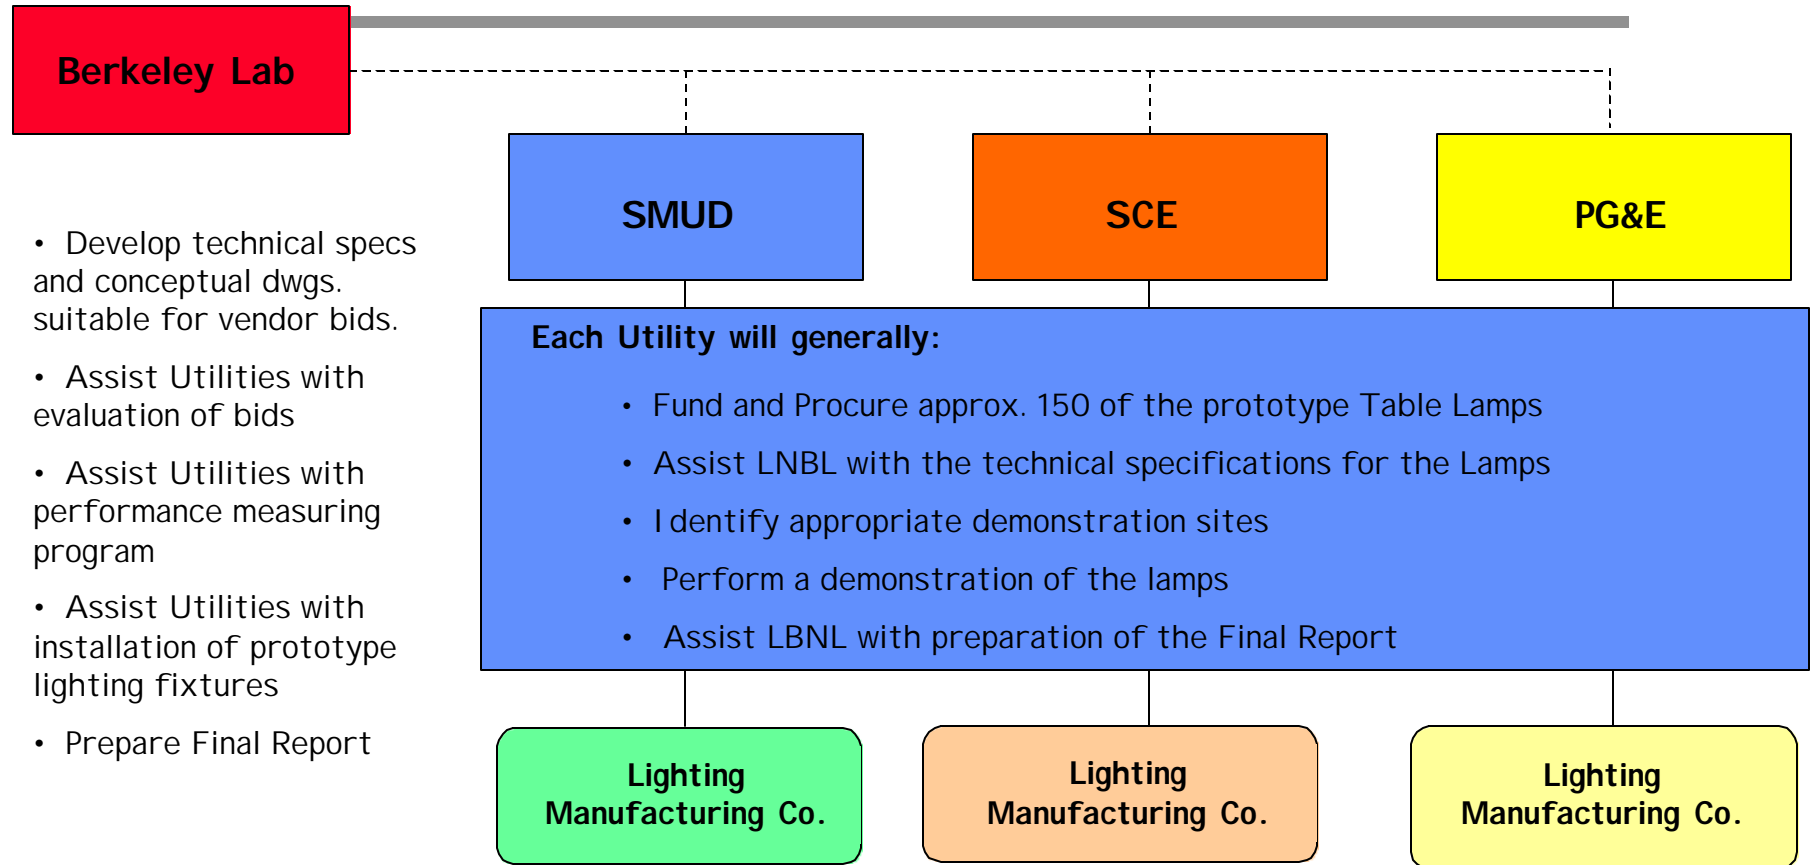 Berkeley Lab
SMUD
SCE
PG&E
• Develop technical specs
and conceptual dwgs.
suitable for vendor bids.
• Assist Utilities with
evaluation of bids
• Assist Utilities with
performance measuring
program
• Assist Utilities with
installation of prototype
lighting fixtures
• Prepare Final Report
Each Utility will generally:
• Fund and Procure approx. 150 of the prototype Table Lamps
• Assist LNBL with the technical specifications for the Lamps
• Identify appropriate demonstration sites
• Perform a demonstration of the lamps
• Assist LBNL with preparation of the Final Report
Lighting
Manufacturing Co.
Lighting
Manufacturing Co.
Lighting
Manufacturing Co.